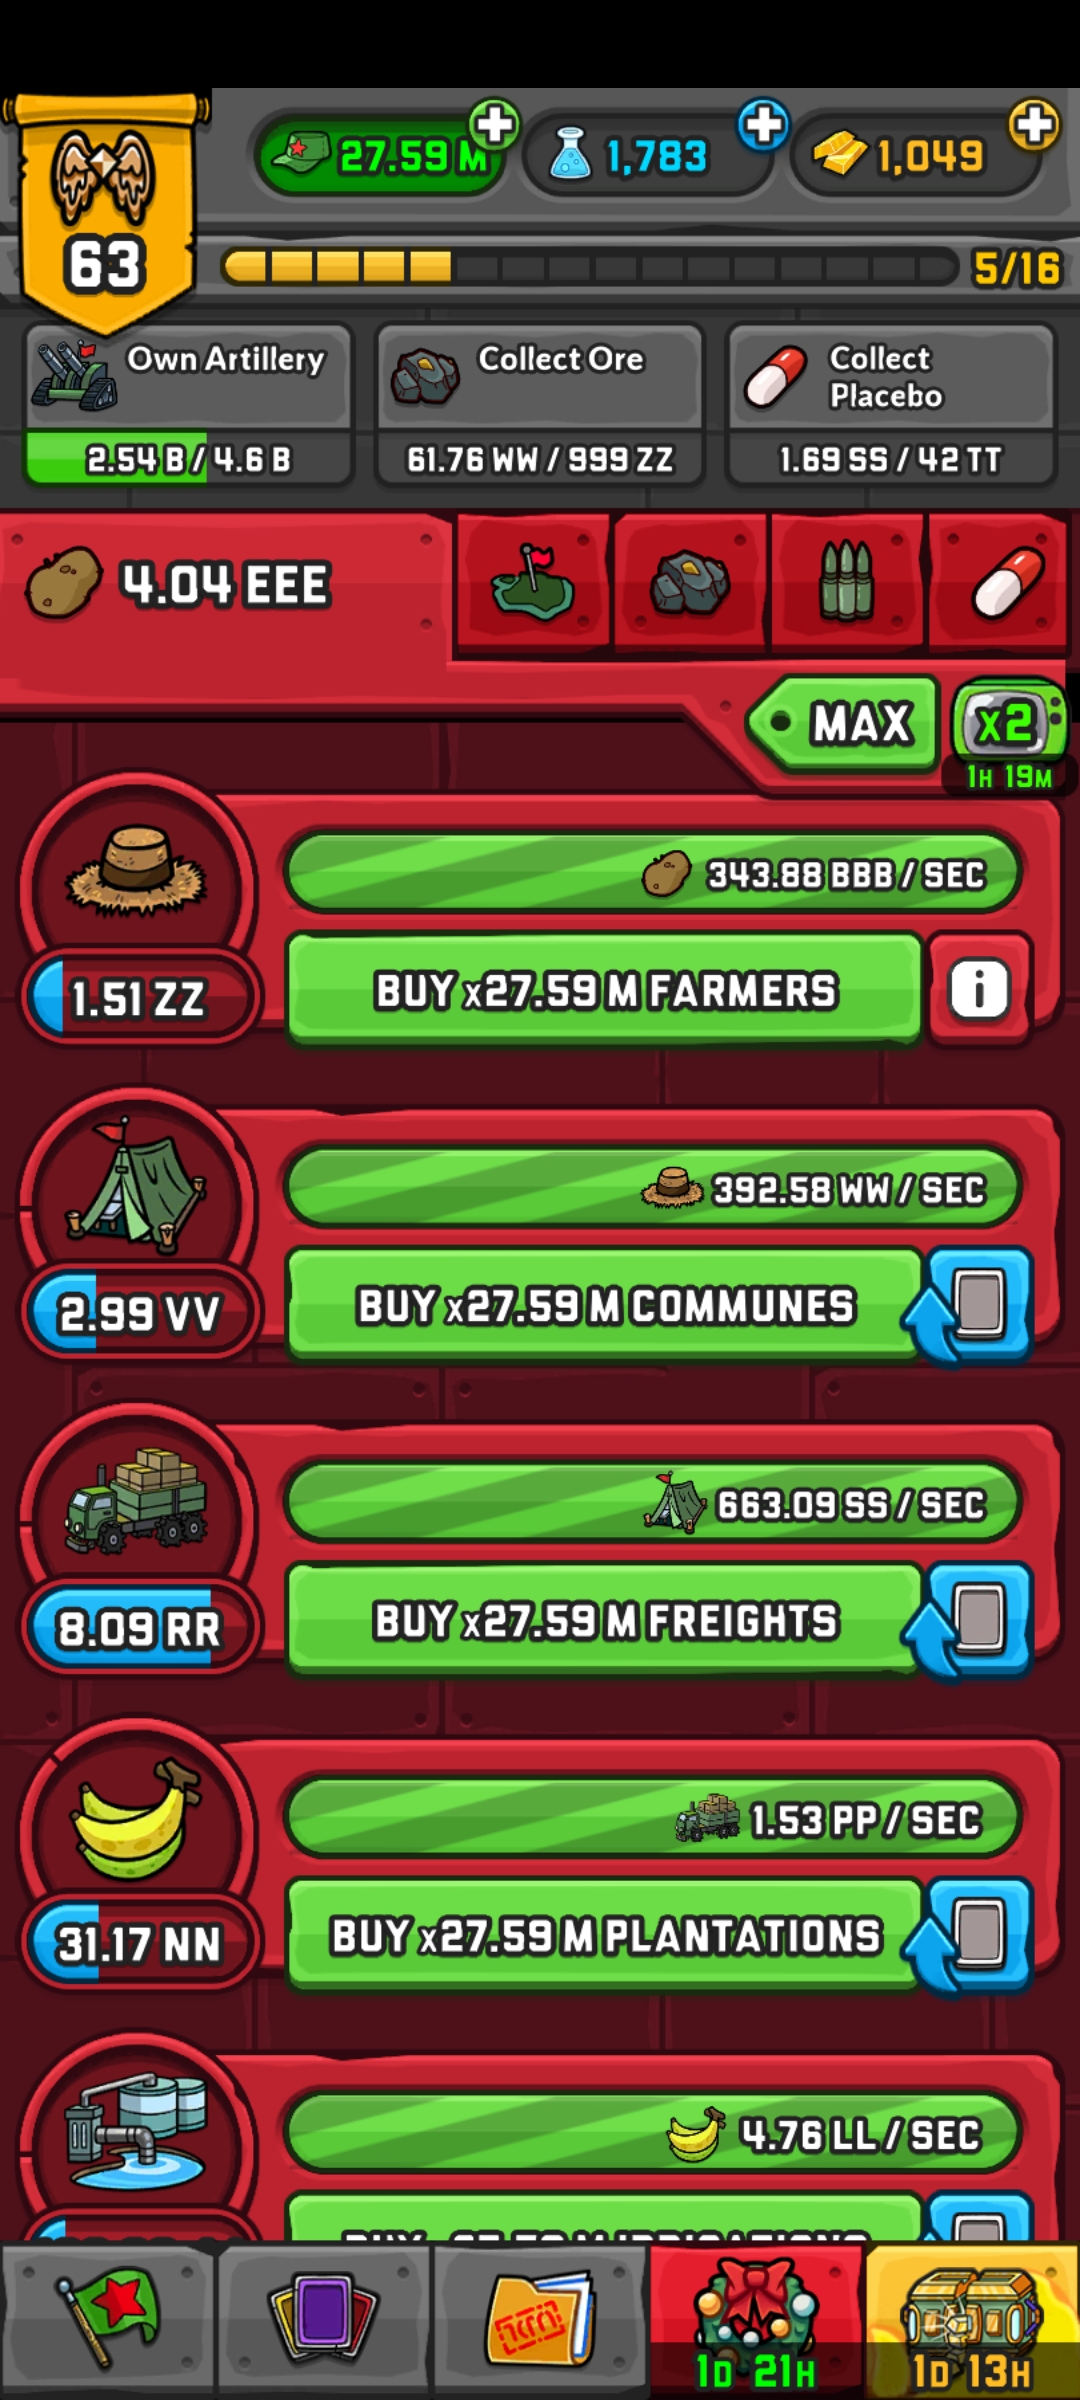 27.59 M
1,783
1,049
63
5/16
Own Artillery
2.54 B / 4.6 B
Collect Ore
61.76 WW / 999 ZZ
Collect
Placebo
1.69 SS / 42 TT
4.04 EEE
MAX
x2
1H 19M
343.88 BBB / SEC
1.51 ZZ
BUY x27.59 M FARMERS
i
392.58 WW / SEC
2.99 VV
BUY x27.59 M COMMUNES
663.09 SS / SEC
8.09 RR
BUY x27.59 M FREIGHTS
1.53 PP / SEC
31.17 NN
BUY x27.59 M PLANTATIONS
4.76 LL / SEC
1D 21H
1D 13H